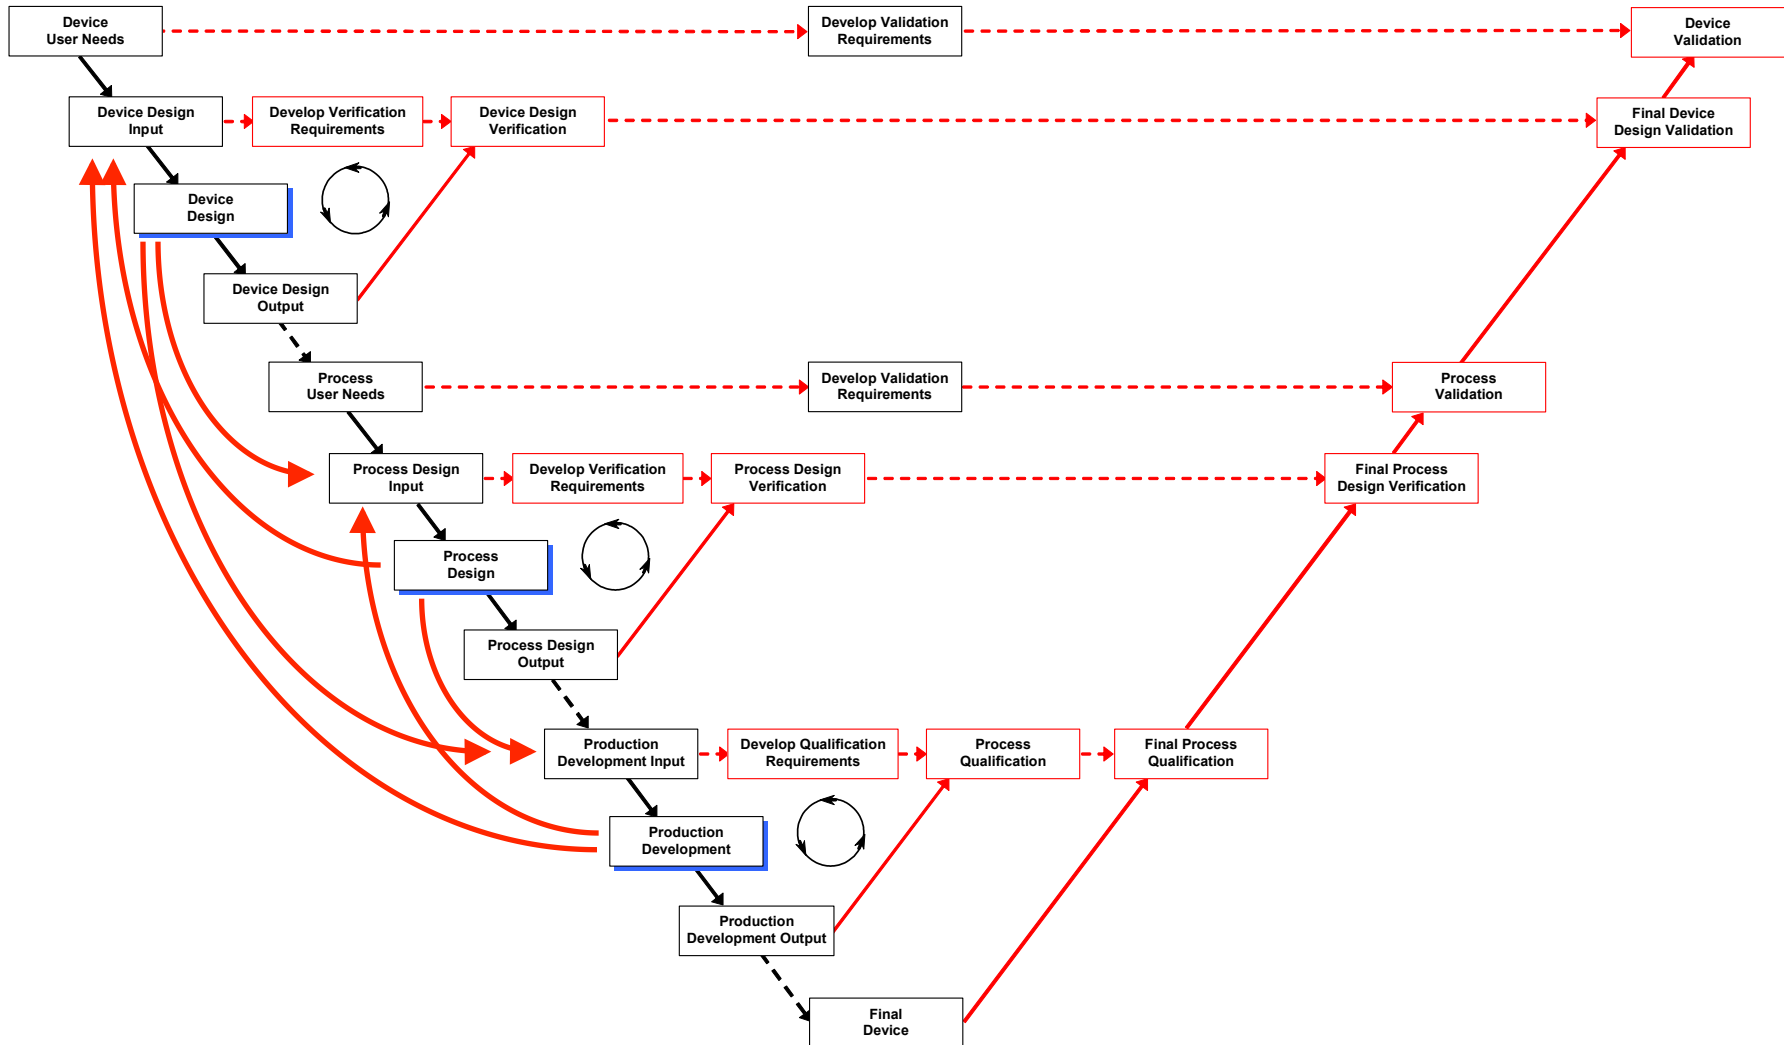 Device
User Needs
Develop Validation
Requirements
Device
Validation
Device Design
Input
Develop Verification
Requirements
Device Design
Verification
Final Device
Design Validation
Device
Design
Device Design
Output
Process
User Needs
Develop Validation
Requirements
Process
Validation
Process Design
Input
Develop Verification
Requirements
Process Design
Verification
Final Process
Design Verification
Process
Design
Process Design
Output
Production
Development Input
Develop Qualification
Requirements
Process
Qualification
Final Process
Qualification
Production
Development
Production
Development Output
Final
Device